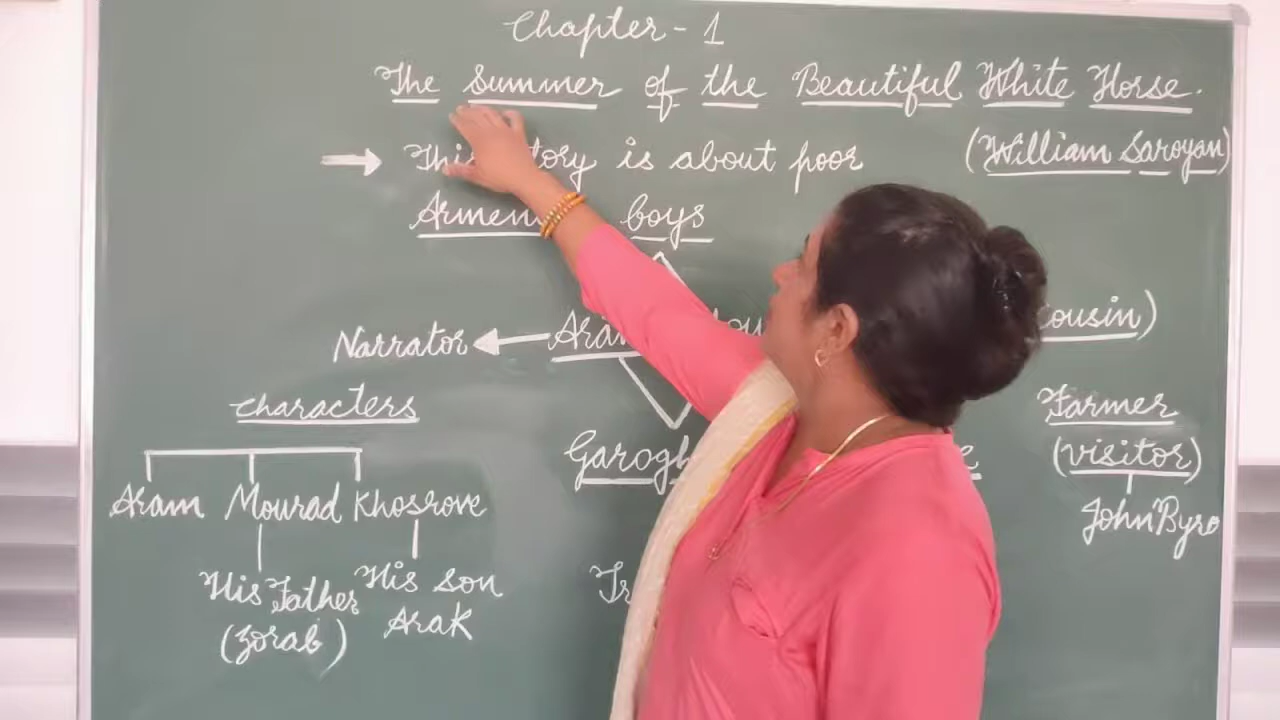 Chapter - 1
The Summer of the Beautiful White Horse.
(William Saroyan)
This story is about poor
boys
Narrator
Characters
Farmer
(visitor)
John Byro
Aram Mourad Khosrove
His Father
(Zorab)
His son
Arak